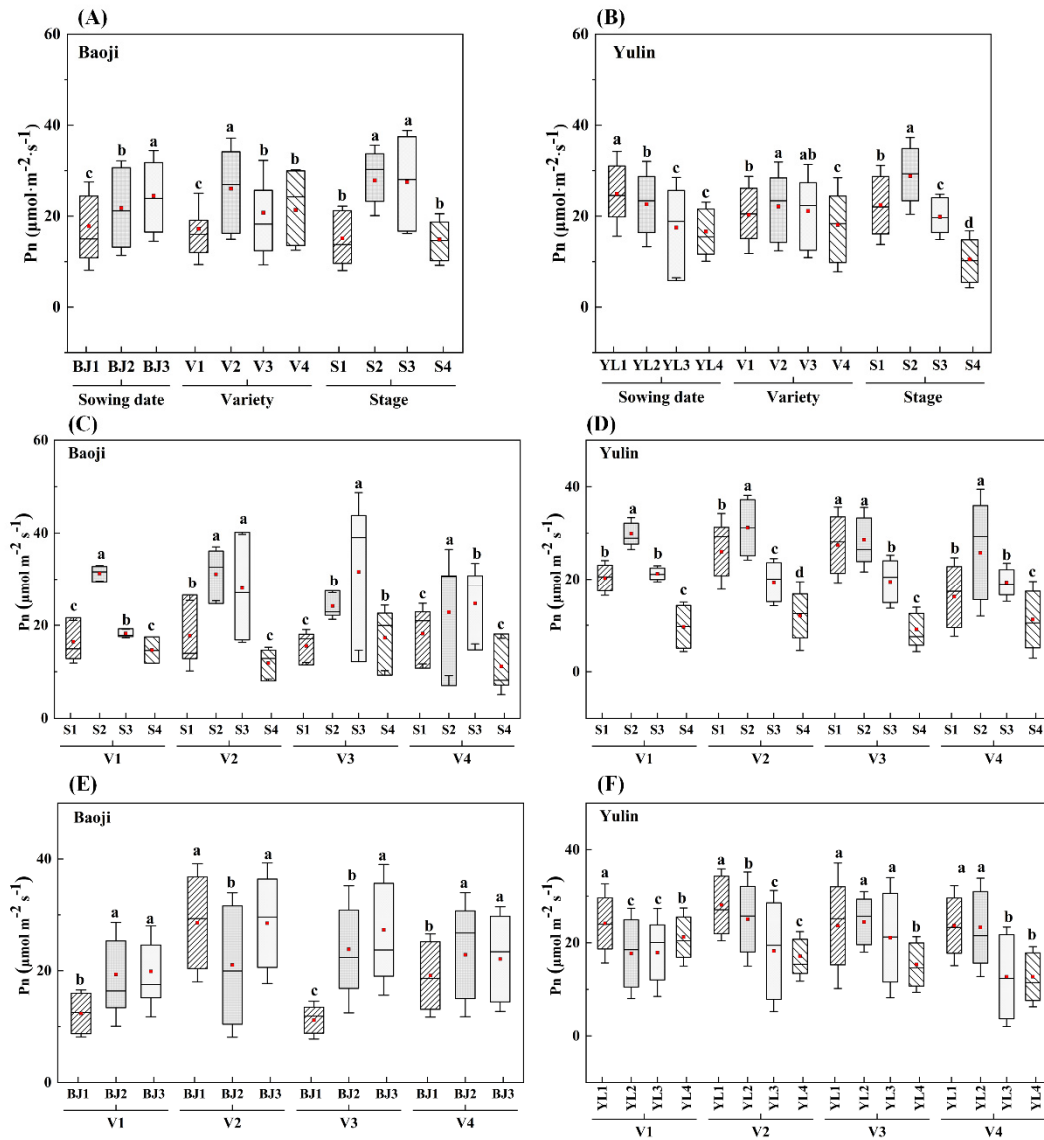 (A)
Baoji
Pn (μmol·m⁻²·s⁻¹)
60
40
20
0
c b a c a b b b a a b
BJ1 BJ2 BJ3 V1 V2 V3 V4 S1 S2 S3 S4
Sowing date Variety Stage
(B)
Yulin
Pn (μmol·m⁻²·s⁻¹)
60
40
20
0
a b c c b a ab c b a c d
YL1 YL2 YL3 YL4 V1 V2 V3 V4 S1 S2 S3 S4
Sowing date Variety Stage
(C)
Baoji
Pn (μmol m⁻² s⁻¹)
60
40
20
0
c a b c b a a c c b a b c a b c
S1 S2 S3 S4 S1 S2 S3 S4 S1 S2 S3 S4 S1 S2 S3 S4
V1 V2 V3 V4
(D)
Yulin
Pn (μmol m⁻² s⁻¹)
40
20
0
b a b c b a c d a a b c b a b c
S1 S2 S3 S4 S1 S2 S3 S4 S1 S2 S3 S4 S1 S2 S3 S4
V1 V2 V3 V4
(E)
Baoji
Pn (μmol m⁻² s⁻¹)
40
20
0
b a a a b a c b a b a a
BJ1 BJ2 BJ3 BJ1 BJ2 BJ3 BJ1 BJ2 BJ3 BJ1 BJ2 BJ3
V1 V2 V3 V4
(F)
Yulin
Pn (μmol m⁻² s⁻¹)
40
20
0
a c c b a b c c a a a b a a b b
YL1 YL2 YL3 YL4 YL1 YL2 YL3 YL4 YL1 YL2 YL3 YL4 YL1 YL2 YL3 YL4
V1 V2 V3 V4